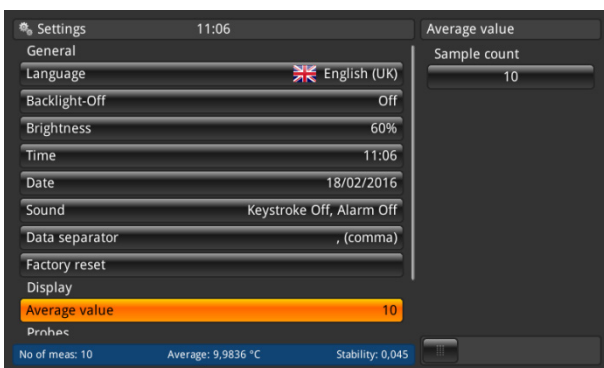 Settings 11:06
General
Language English (UK)
Backlight-Off Off
Brightness 60%
Time 11:06
Date 18/02/2016
Sound Keystroke Off, Alarm Off
Data separator , (comma)
Factory reset
Display
Average value 10
Probes
No of meas: 10 Average: 9,9836 °C Stability: 0,045
Average value
Sample count
10